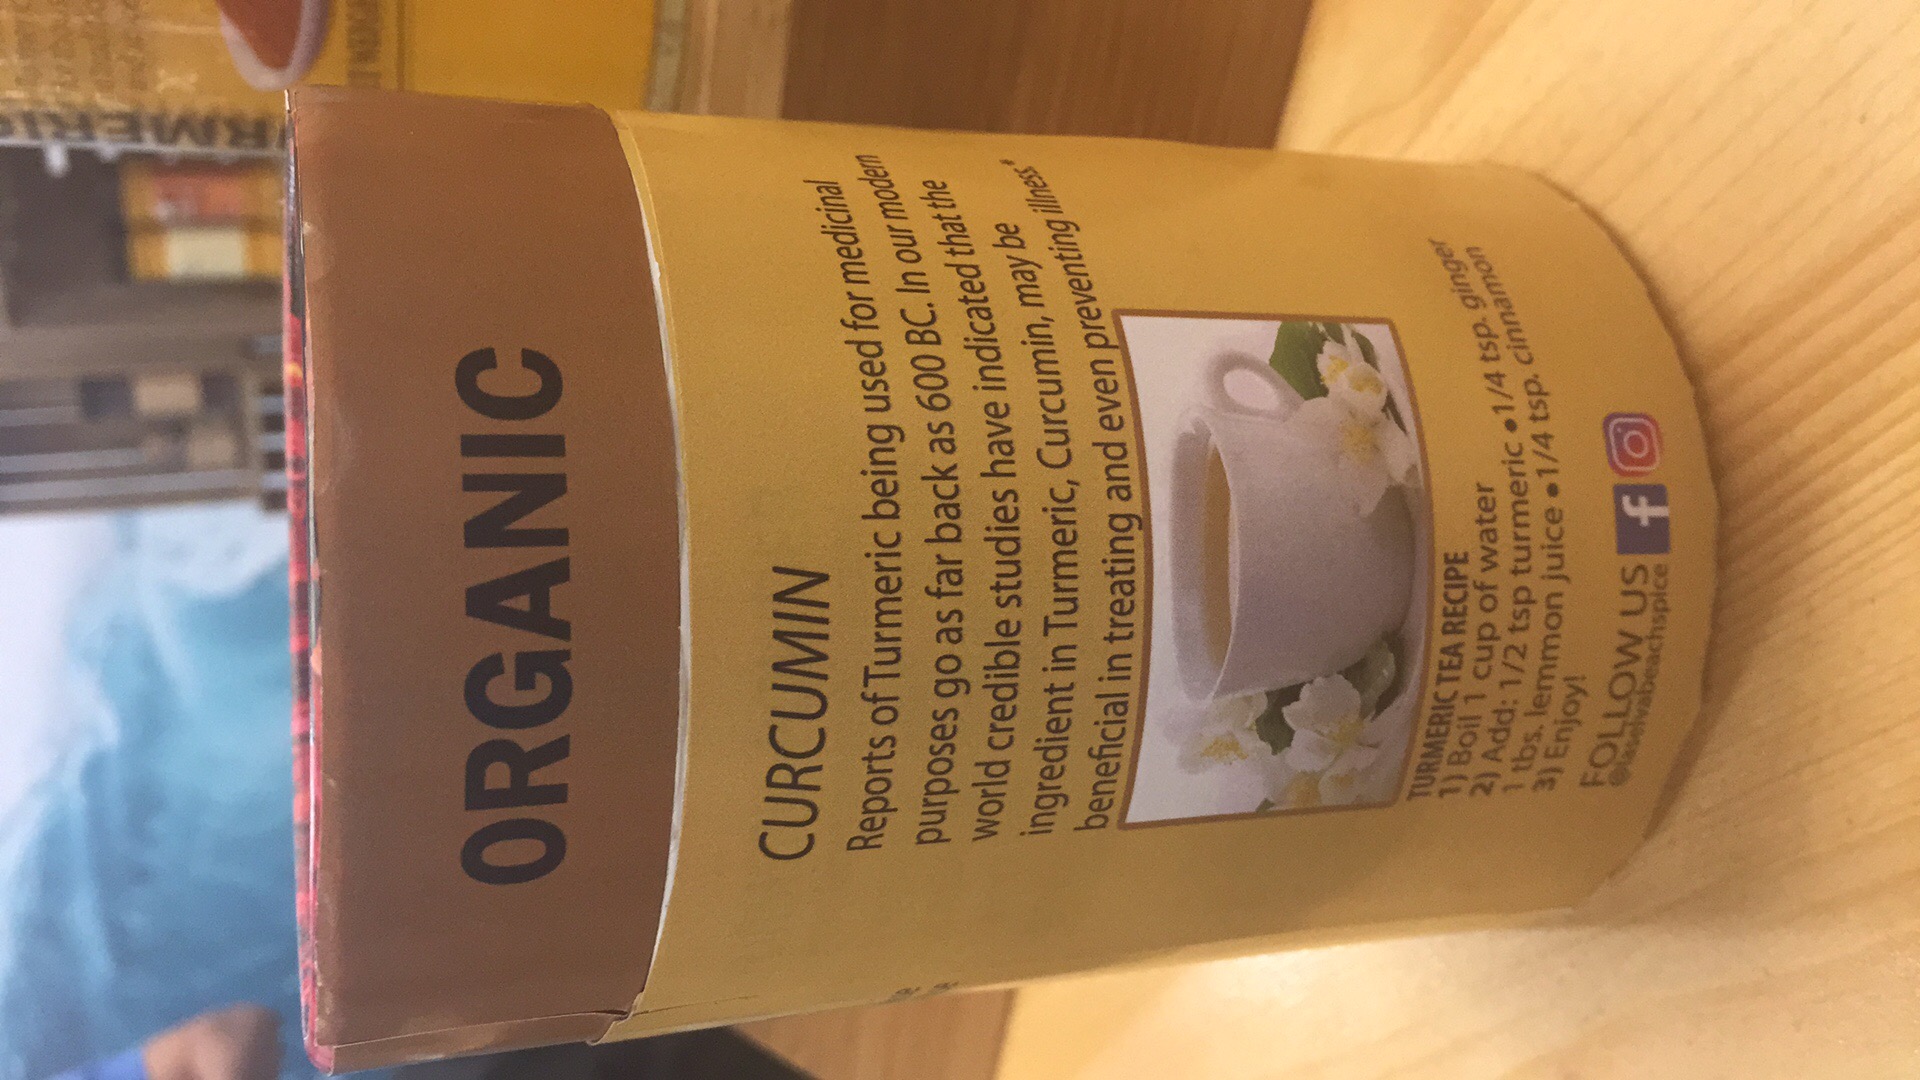 ORGANIC
CURCUMIN
Reports of Turmeric being used for medicinal
purposes go as far back as 600 BC. In our modern
world credible studies have indicated that the
ingredient in Turmeric, Curcumin, may be
beneficial in treating and even preventing illness*
TURMERIC TEA RECIPE
1) Boil 1 cup of water
2) Add: 1/2 tsp turmeric • 1/4 tsp. ginger
1 tbs. lemmon juice • 1/4 tsp. cinnamon
3) Enjoy!
FOLLOW US f
@laselvabeachspice